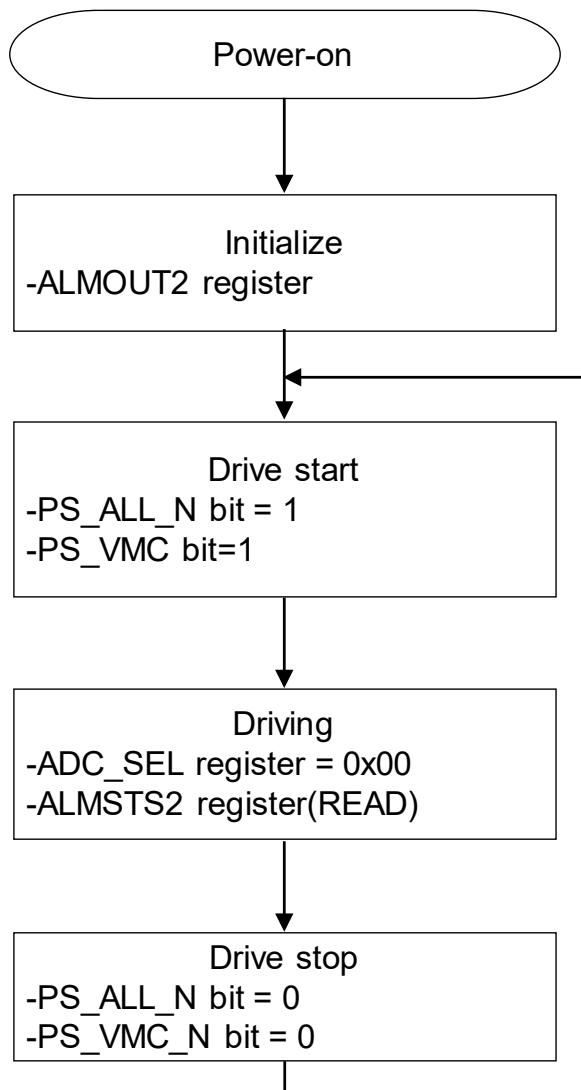 Power-on
Initialize
-ALMOUT2 register
Drive start
-PS_ALL_N bit = 1
-PS_VMC bit=1
Driving
-ADC_SEL register = 0x00
-ALMSTS2 register(READ)
Drive stop
-PS_ALL_N bit = 0
-PS_VMC_N bit = 0